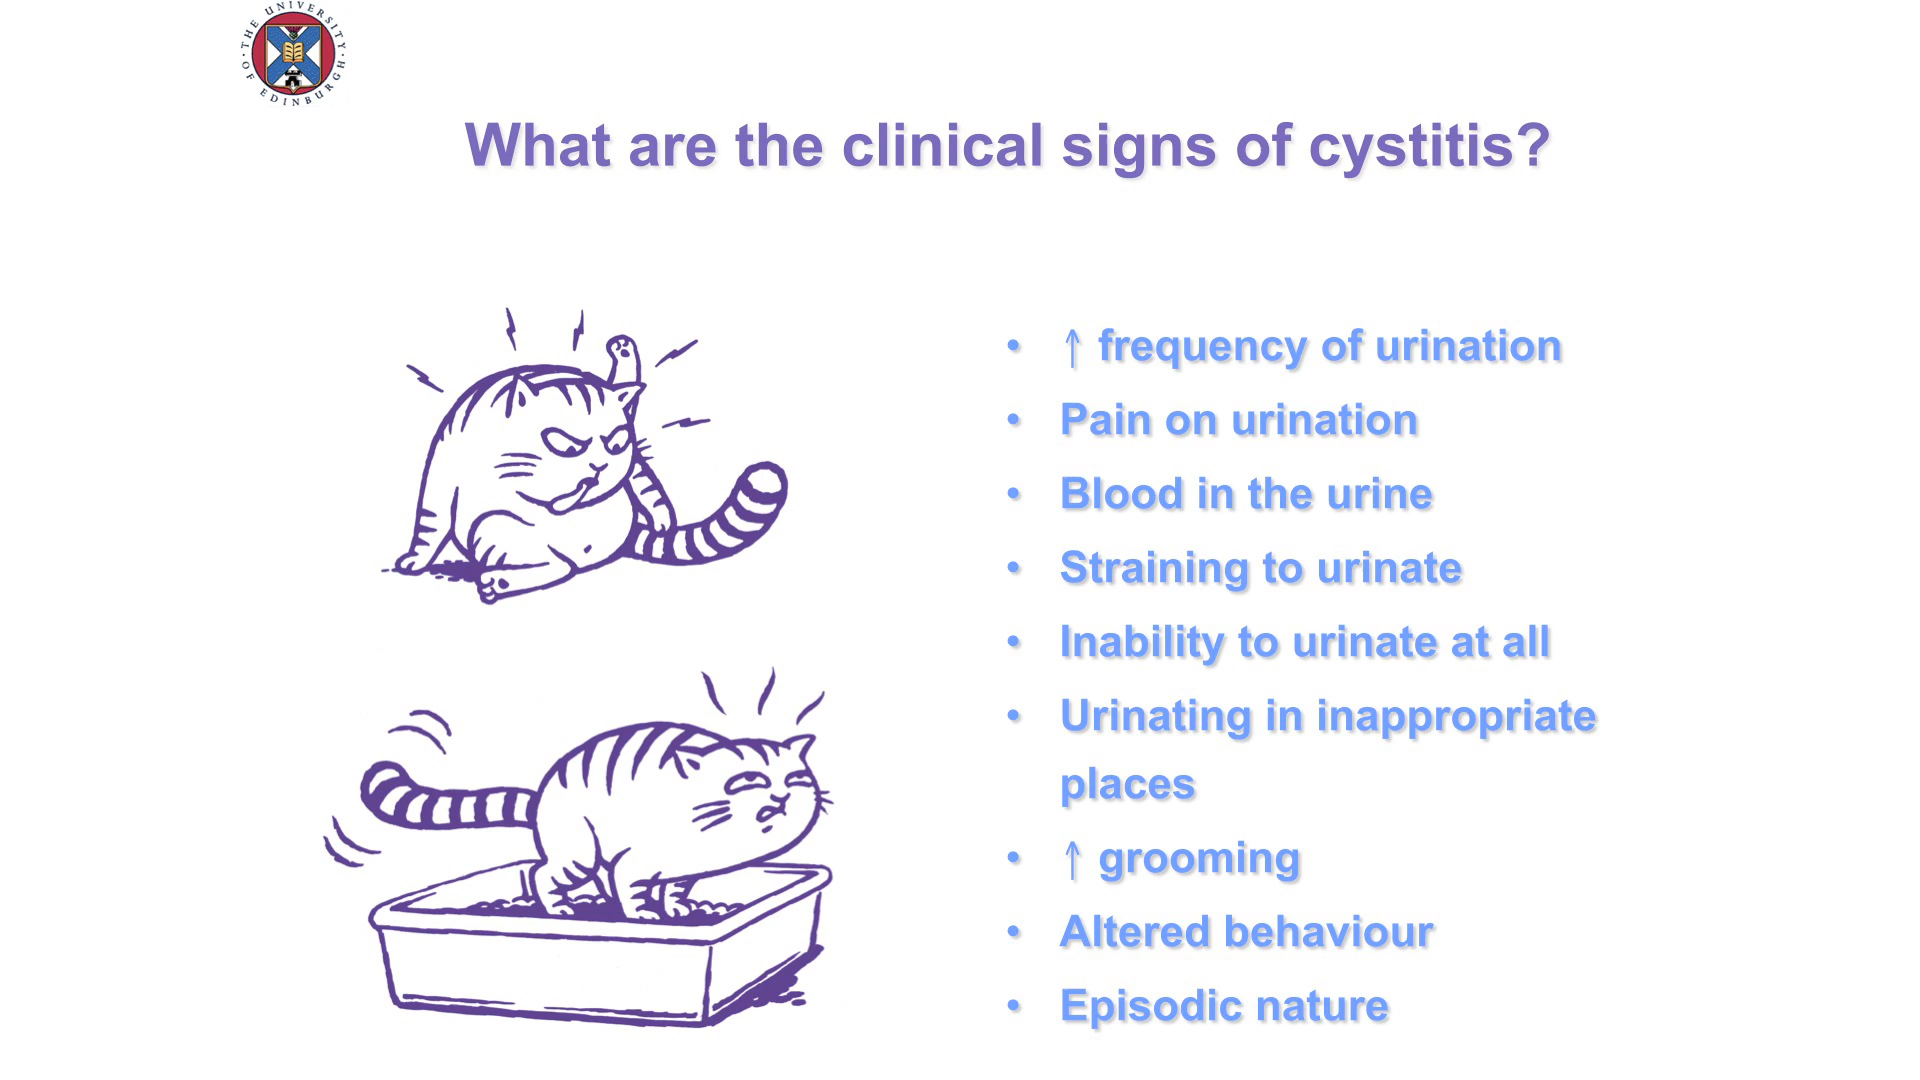 THE UNIVERSITY OF EDINBURGH
What are the clinical signs of cystitis?
• ↑ frequency of urination
• Pain on urination
• Blood in the urine
• Straining to urinate
• Inability to urinate at all
• Urinating in inappropriate
places
• ↑ grooming
• Altered behaviour
• Episodic nature